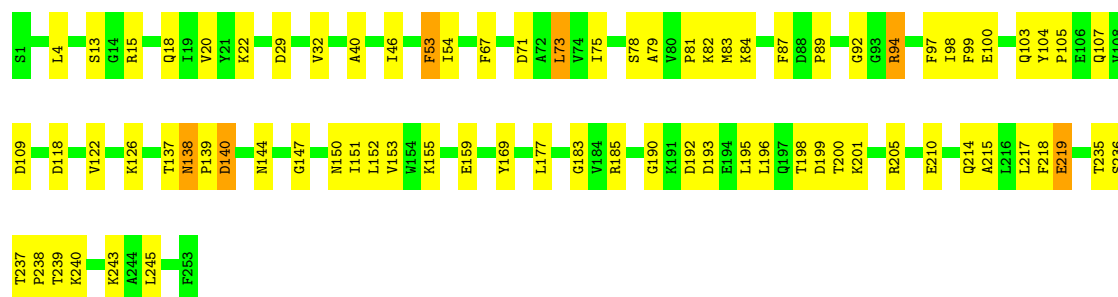 S1 L4 S13 G14 R15 Q18 I19 V20 Y21 K22 D29 V32 A40 I46 F53 I54 F67 D71 A72 L73 V74 I75 S78 A79 V80 P81 K82 M83 K84 F87 D88 P89 G92 G93 R94 F97 I98 F99 E100 Q103 Y104 P105 E106 Q107 V108
D109 D118 V122 K126 T137 N138 P139 D140 N144 G147 N150 I151 L152 V153 W154 K155 E159 Y169 L177 G183 V184 R185 G190 K191 D192 D193 E194 L195 L196 Q197 T198 D199 T200 K201 R205 E210 Q214 A215 L216 L217 F218 E219 T235 S236
T237 P238 T239 K240 K243 A244 L245 F253